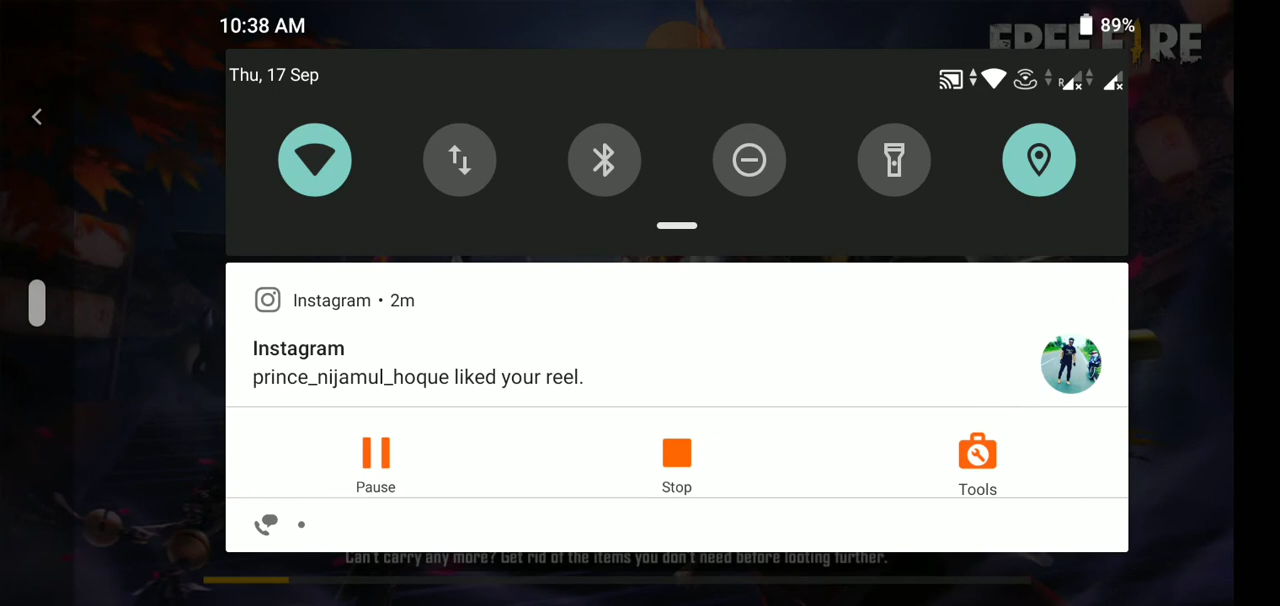 10:38 AM
89%
FREE FIRE
Thu, 17 Sep
R
Instagram • 2m
Instagram
prince_nijamul_hoque liked your reel.
Pause
Stop
Tools
Can't carry any more? Get rid of the items you don't need before looting further.